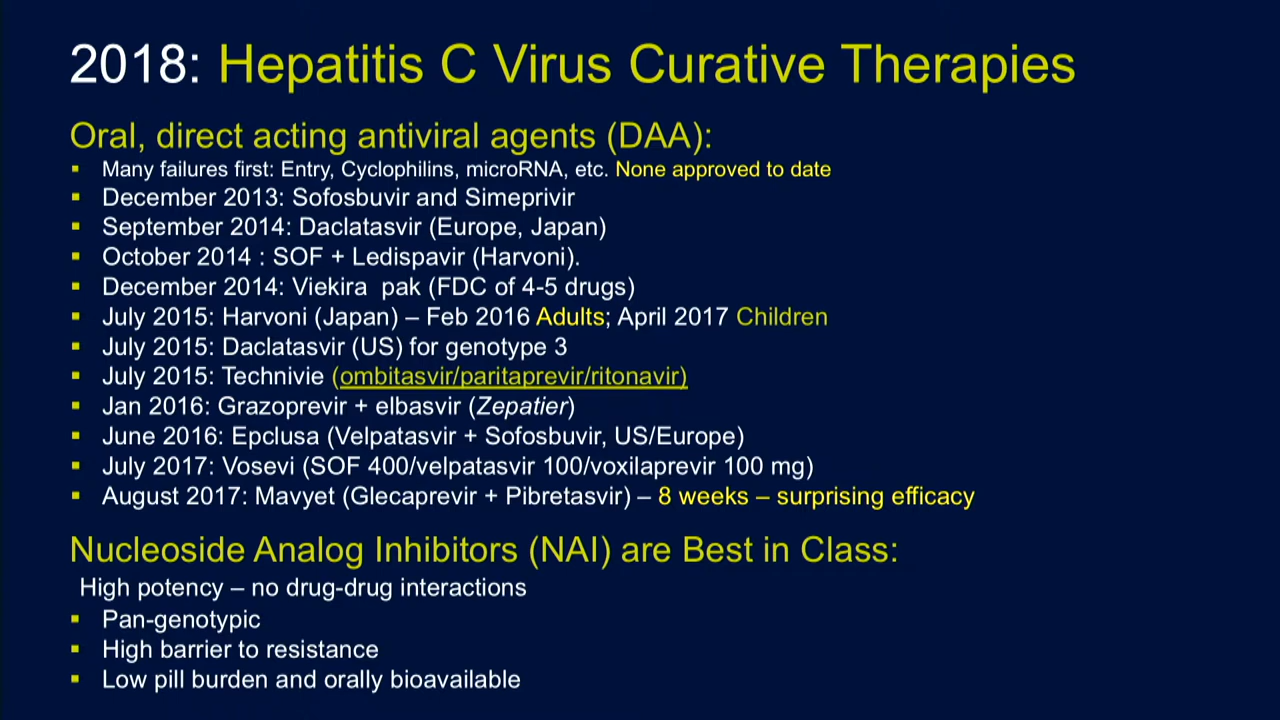 2018: Hepatitis C Virus Curative Therapies
Oral, direct acting antiviral agents (DAA):
▪ Many failures first: Entry, Cyclophilins, microRNA, etc. None approved to date
▪ December 2013: Sofosbuvir and Simeprivir
▪ September 2014: Daclatasvir (Europe, Japan)
▪ October 2014 : SOF + Ledispavir (Harvoni).
▪ December 2014: Viekira pak (FDC of 4-5 drugs)
▪ July 2015: Harvoni (Japan) – Feb 2016 Adults; April 2017 Children
▪ July 2015: Daclatasvir (US) for genotype 3
▪ July 2015: Technivie (ombitasvir/paritaprevir/ritonavir)
▪ Jan 2016: Grazoprevir + elbasvir (Zepatier)
▪ June 2016: Epclusa (Velpatasvir + Sofosbuvir, US/Europe)
▪ July 2017: Vosevi (SOF 400/velpatasvir 100/voxilaprevir 100 mg)
▪ August 2017: Mavyet (Glecaprevir + Pibretasvir) – 8 weeks – surprising efficacy
Nucleoside Analog Inhibitors (NAI) are Best in Class:
High potency – no drug-drug interactions
▪ Pan-genotypic
▪ High barrier to resistance
▪ Low pill burden and orally bioavailable